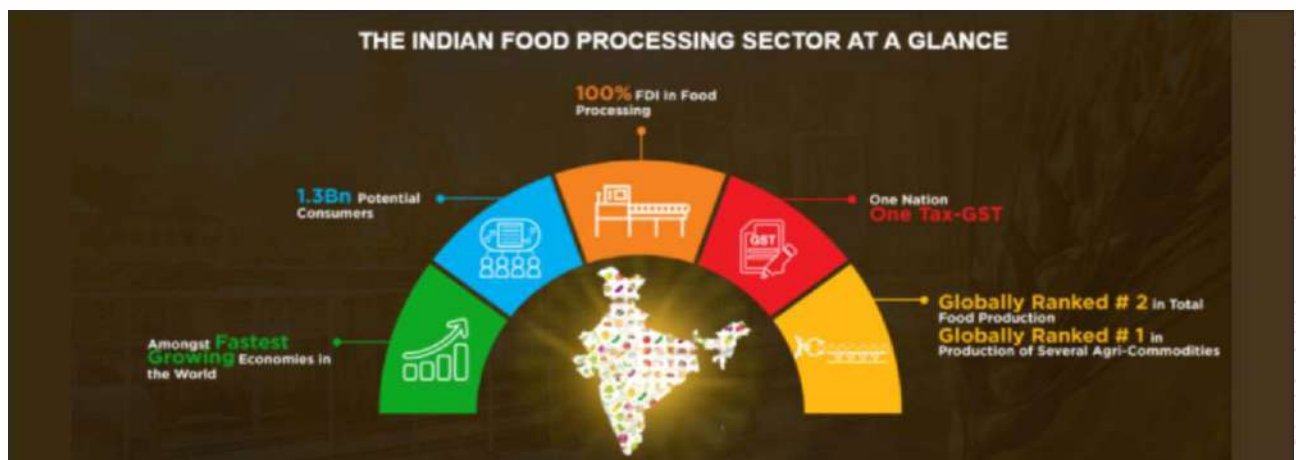 THE INDIAN FOOD PROCESSING SECTOR AT A GLANCE
100% FDI in Food
Processing
1.3Bn Potential
Consumers
One Nation
One Tax-GST
GST
Globally Ranked # 2 in Total
Food Production
Globally Ranked # 1 in
Production of Several Agri-Commodities
Amongst Fastest
Growing Economies in
the World